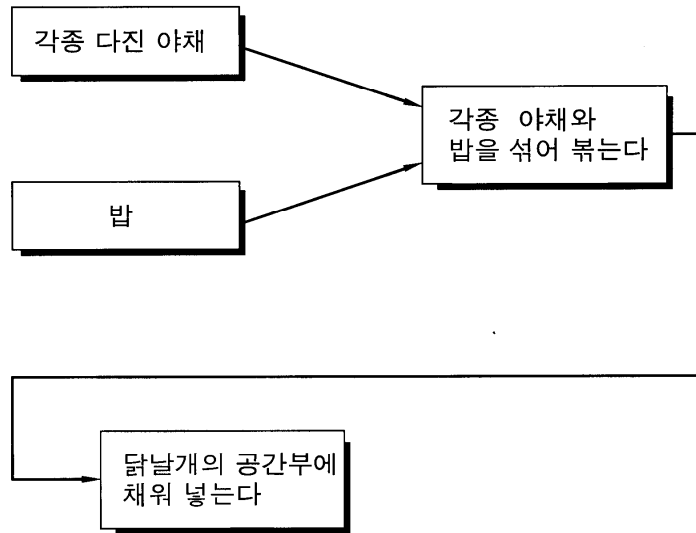 각종 다진 야채
밥
각종 야채와
밥을 섞어 볶는다
닭날개의 공간부에
채워 넣는다